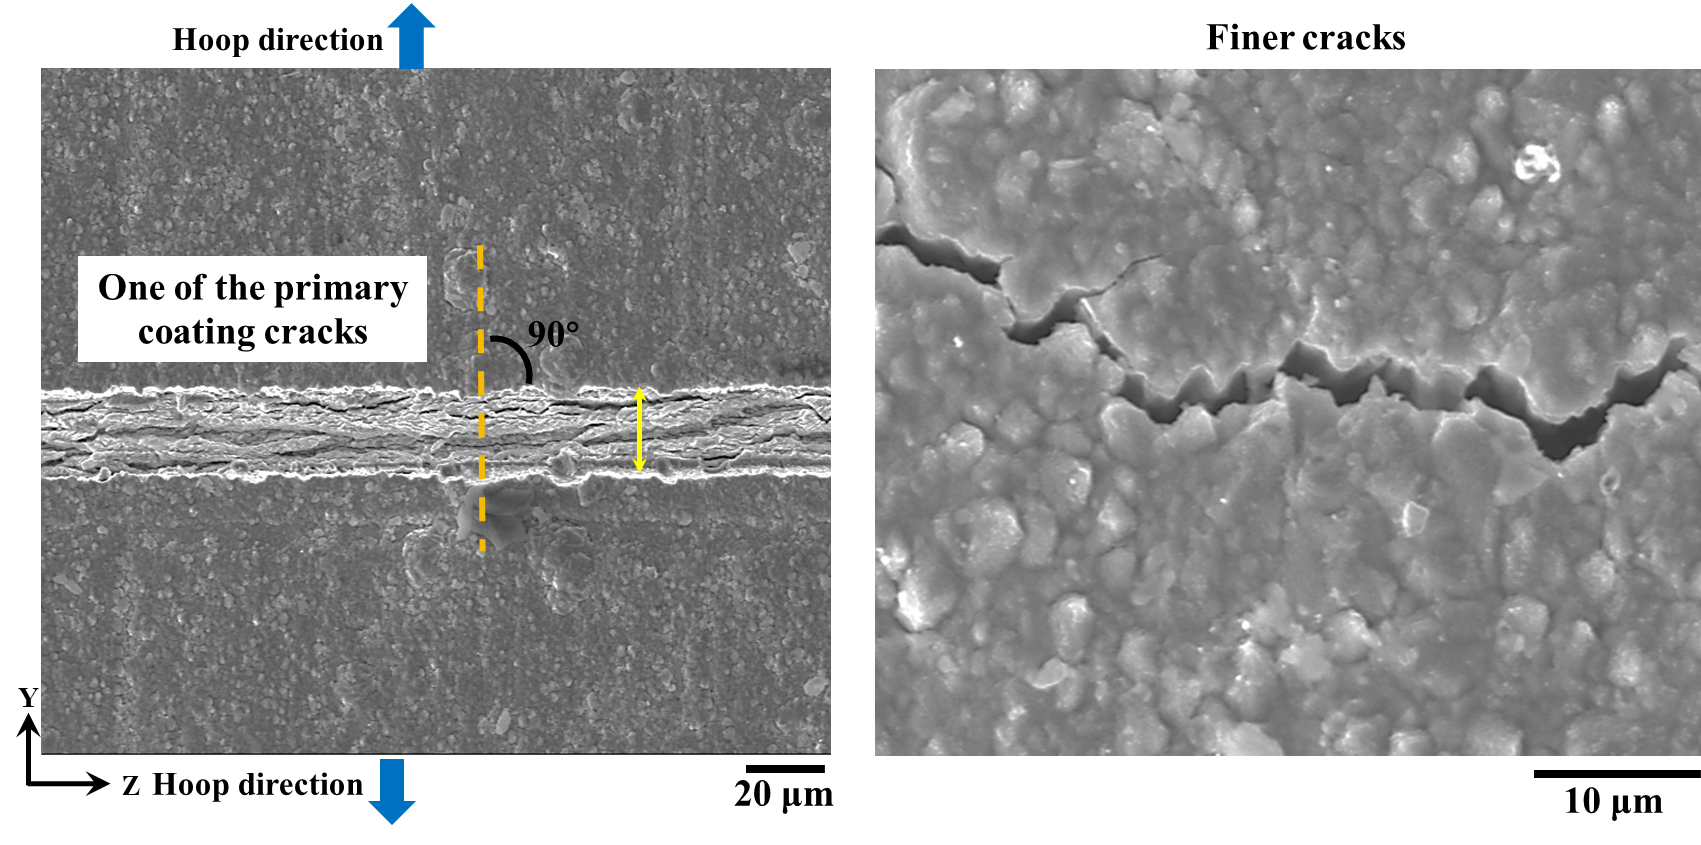 Hoop direction
Finer cracks
One of the primary
coating cracks
90°
Y
Z
Hoop direction
20 μm
10 μm